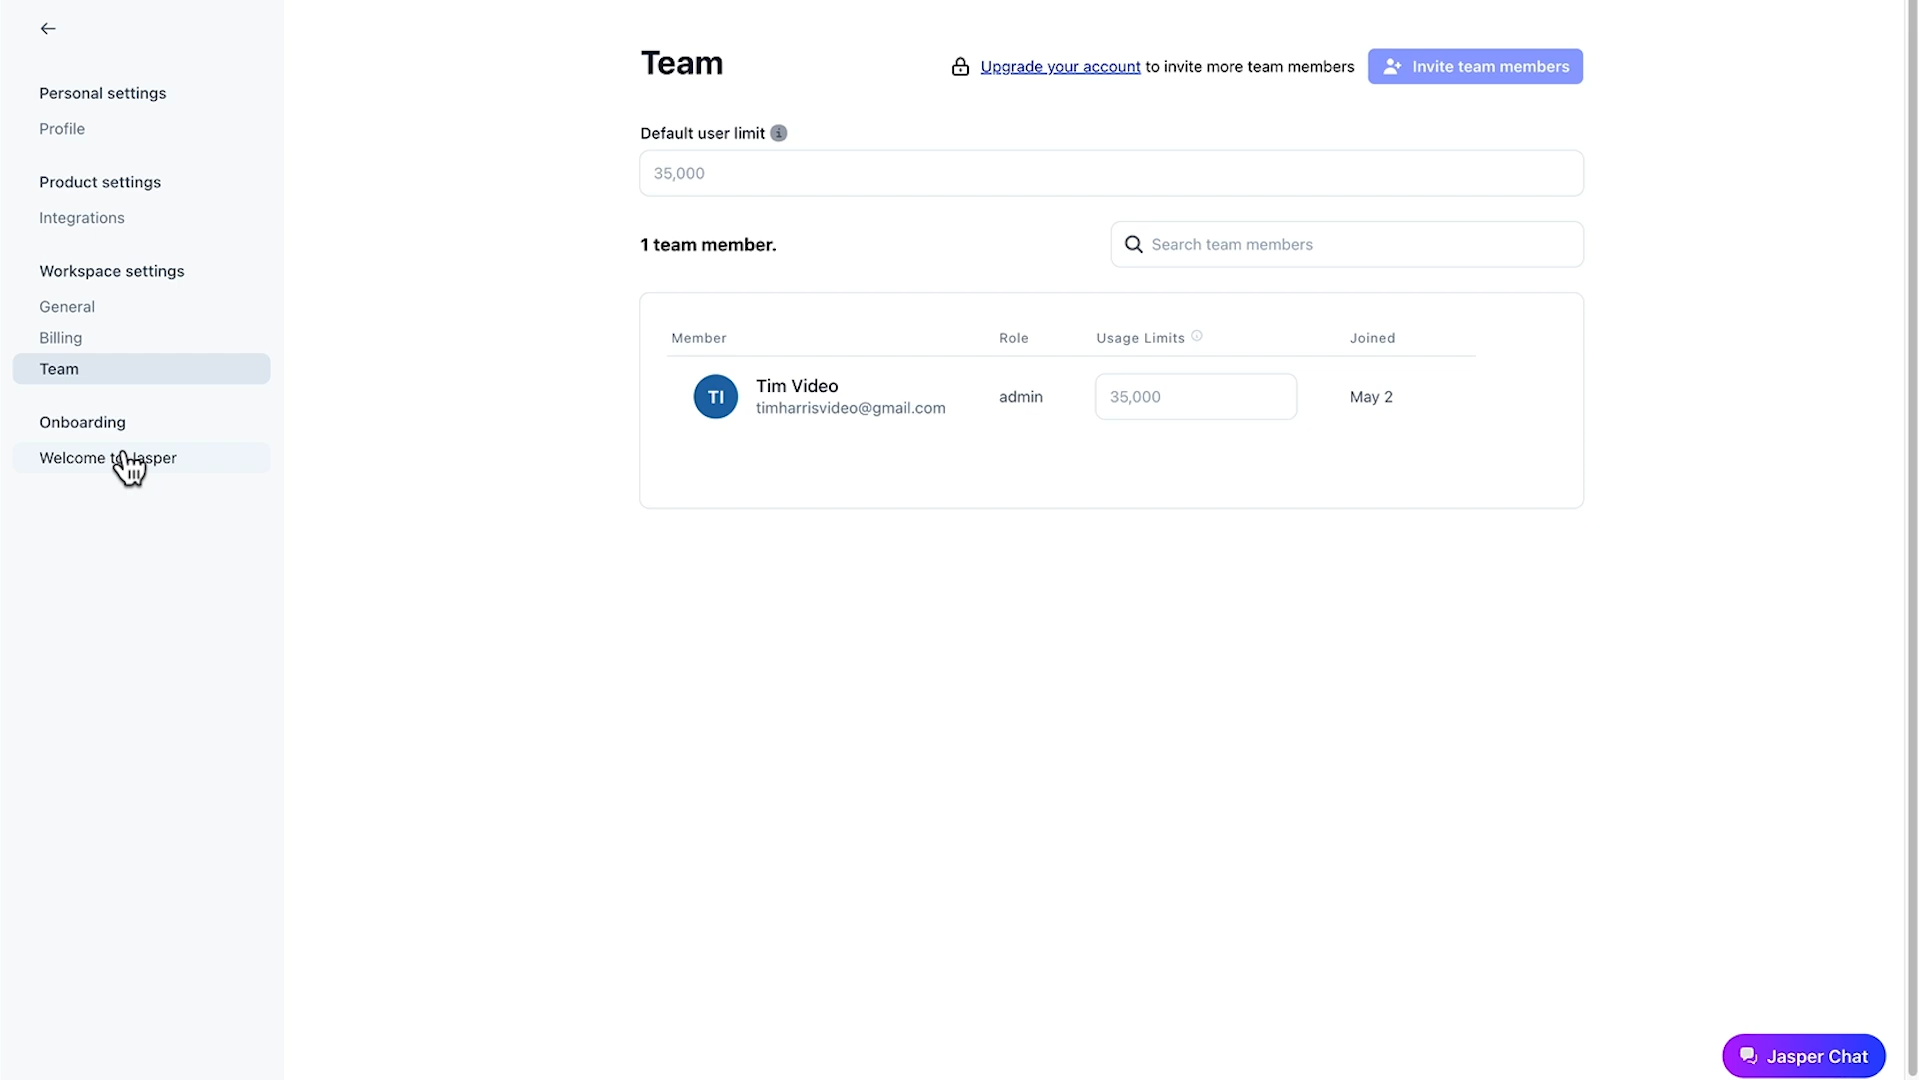 Personal settings
Profile
Product settings
Integrations
Workspace settings
General
Billing
Team
Onboarding
Welcome to Jasper
Team
Upgrade your account to invite more team members
Invite team members
Default user limit
35,000
1 team member.
Search team members
Member Role Usage Limits Joined
TI Tim Video admin 35,000 May 2
timharrisvideo@gmail.com
Jasper Chat